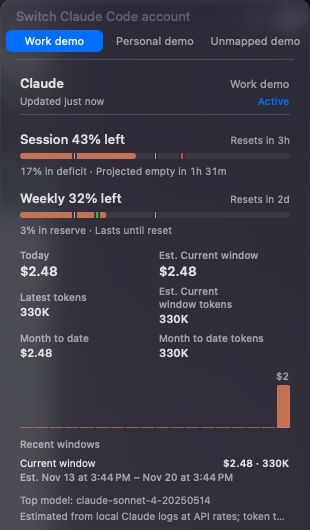 Switch Claude Code account
Work demo Personal demo Unmapped demo
Claude Work demo
Updated just now Active
Session 43% left Resets in 3h
17% in deficit · Projected empty in 1h 31m
Weekly 32% left Resets in 2d
3% in reserve · Lasts until reset
Today Est. Current window
$2.48 $2.48
Latest tokens Est. Current
window tokens
330K
330K
Month to date Month to date tokens
$2.48 330K
$2
Recent windows
Current window $2.48 · 330K
Est. Nov 13 at 3:44 PM – Nov 20 at 3:44 PM
Top model: claude-sonnet-4-20250514
Estimated from local Claude logs at API rates; token t...